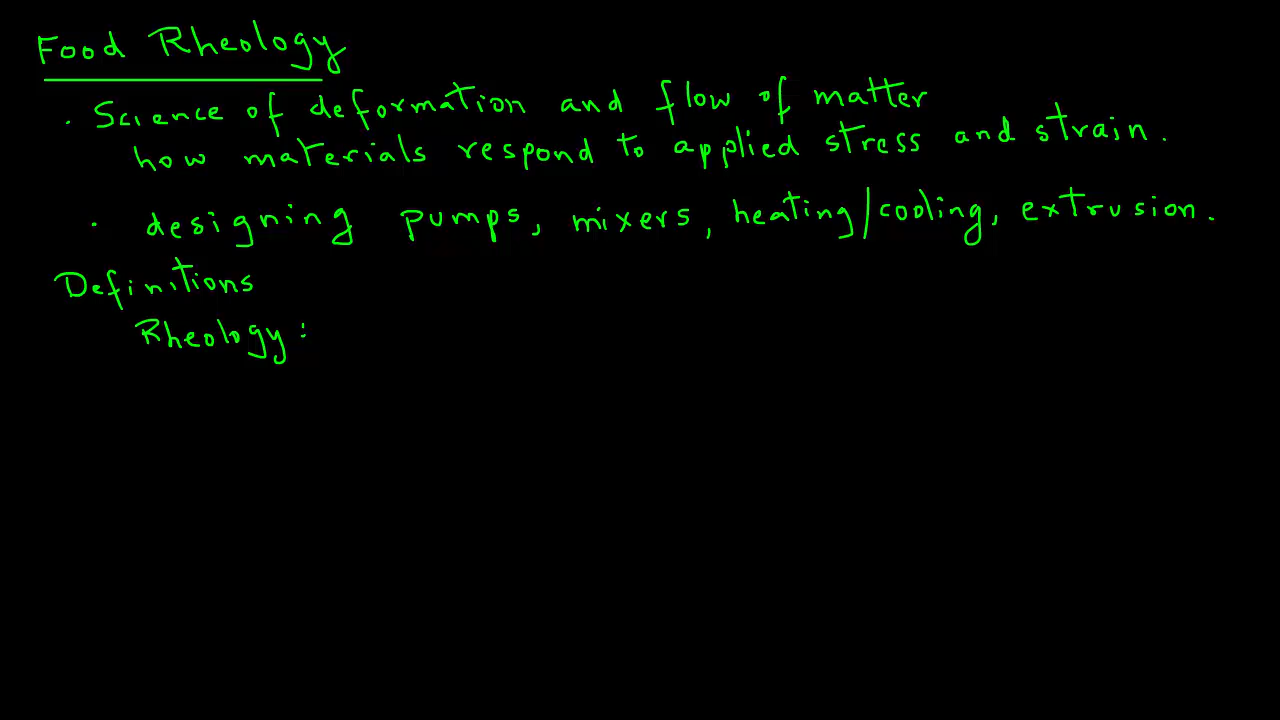 Food Rheology
. Science of deformation and flow of matter
how materials respond to applied stress and strain.
. designing pumps, mixers, heating/cooling, extrusion.
Definitions
Rheology :